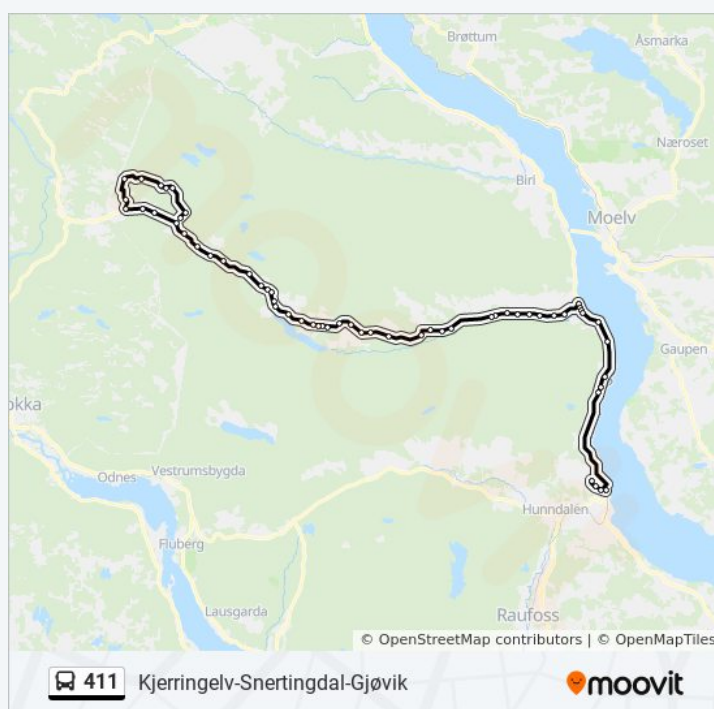 Brøttum
Åsmarka
Næroset
Biri
Moelv
Gaupen
okka
Odnes
Vestrumsbygda
Hunndalen
Fluberg
Lausgarda
Raufoss
© OpenStreetMap contributors | © OpenMapTiles
411 Kjerringelv-Snertingdal-Gjøvik
moovit